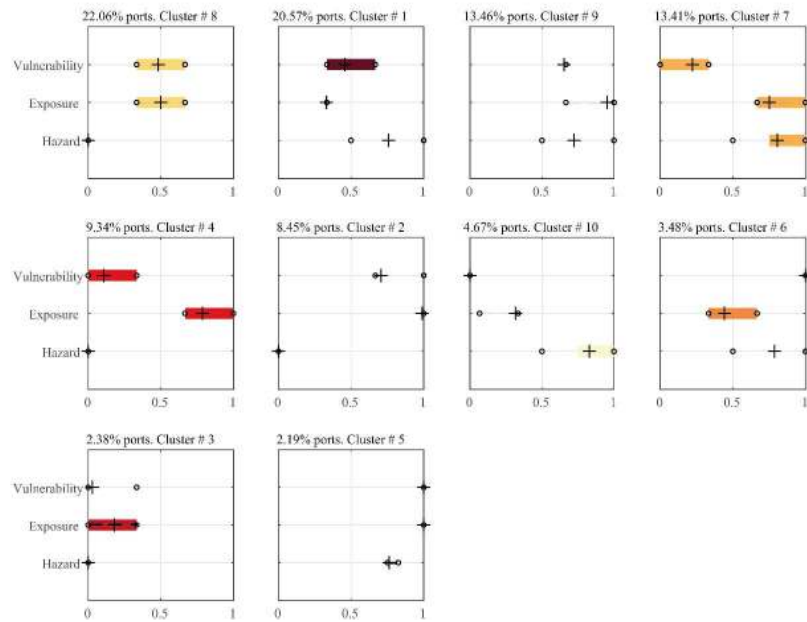 22.06% ports. Cluster # 8
20.57% ports. Cluster # 1
13.46% ports. Cluster # 9
13.41% ports. Cluster # 7
Vulnerability
Exposure
Hazard
0 0.5 1
0 0.5 1
0 0.5 1
0 0.5 1
9.34% ports. Cluster # 4
8.45% ports. Cluster # 2
4.67% ports. Cluster # 10
3.48% ports. Cluster # 6
Vulnerability
Exposure
Hazard
0 0.5 1
0 0.5 1
0 0.5 1
0 0.5 1
2.38% ports. Cluster # 3
2.19% ports. Cluster # 5
Vulnerability
Exposure
Hazard
0 0.5 1
0 0.5 1